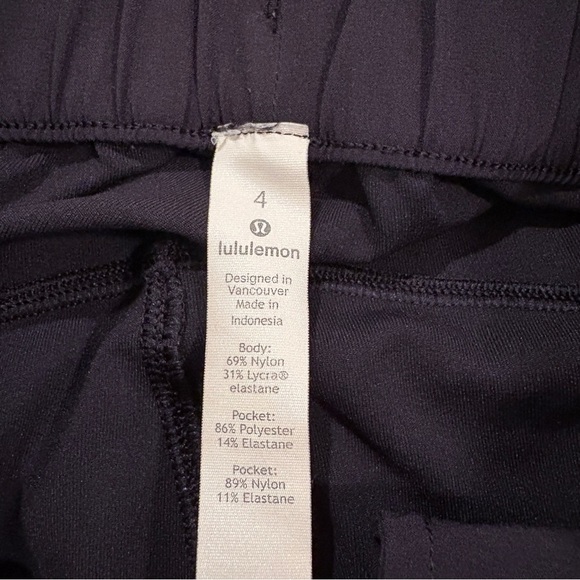 4
lululemon
Designed in
Vancouver
Made in
Indonesia
Body:
69% Nylon
31% Lycra®
elastane
Pocket:
86% Polyester
14% Elastane
Pocket:
89% Nylon
11% Elastane